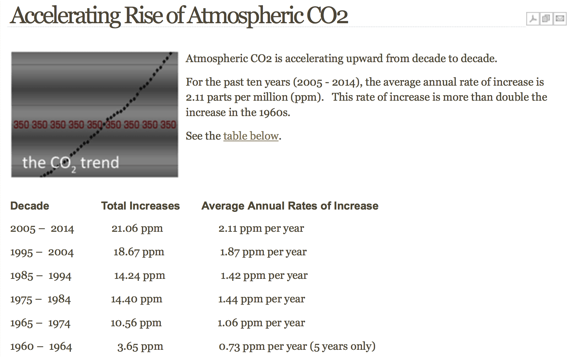 Accelerating Rise of Atmospheric CO2
Atmospheric CO2 is accelerating upward from decade to decade.
For the past ten years (2005 - 2014), the average annual rate of increase is
2.11 parts per million (ppm). This rate of increase is more than double the
increase in the 1960s.
See the table below.
350 350 350 350 350 350 350 350
the CO2 trend
Decade Total Increases Average Annual Rates of Increase
2005 – 2014 21.06 ppm 2.11 ppm per year
1995 – 2004 18.67 ppm 1.87 ppm per year
1985 – 1994 14.24 ppm 1.42 ppm per year
1975 – 1984 14.40 ppm 1.44 ppm per year
1965 – 1974 10.56 ppm 1.06 ppm per year
1960 – 1964 3.65 ppm 0.73 ppm per year (5 years only)